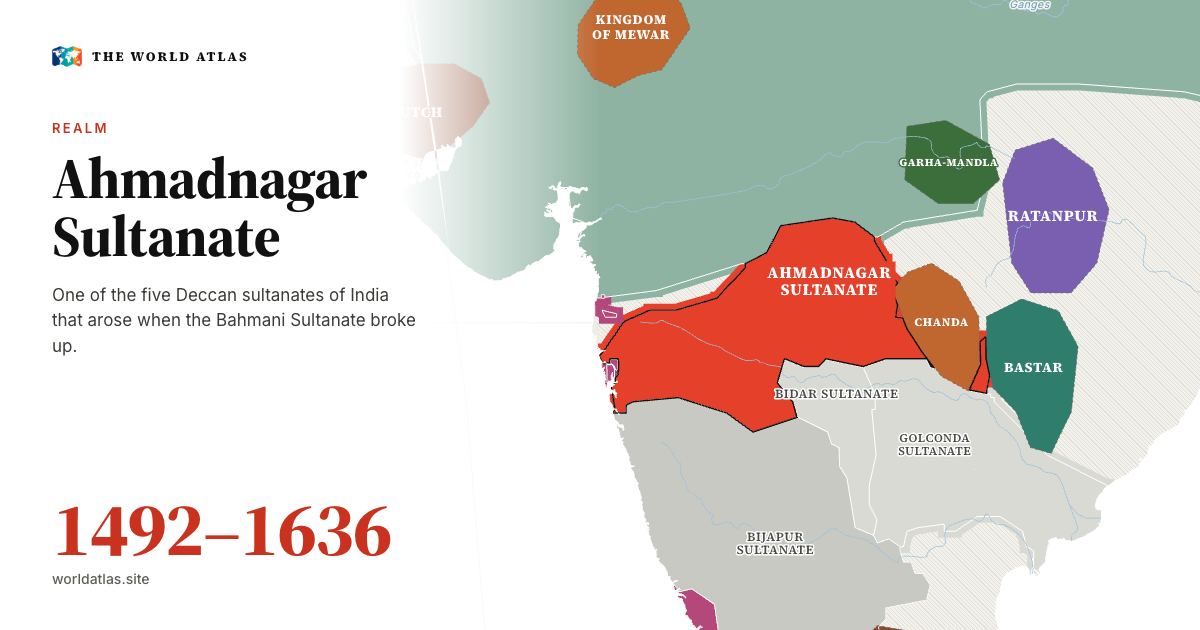 THE WORLD ATLAS
REALM
Ahmadnagar
Sultanate
One of the five Deccan sultanates of India
that arose when the Bahmani Sultanate broke
up.
1492–1636
worldatlas.site
Ganges
KINGDOM
OF MEWAR
GARHA-MANDLA
RATANPUR
AHMADNAGAR
SULTANATE
CHANDA
BASTAR
BIDAR SULTANATE
GOLCONDA
SULTANATE
BIJAPUR
SULTANATE